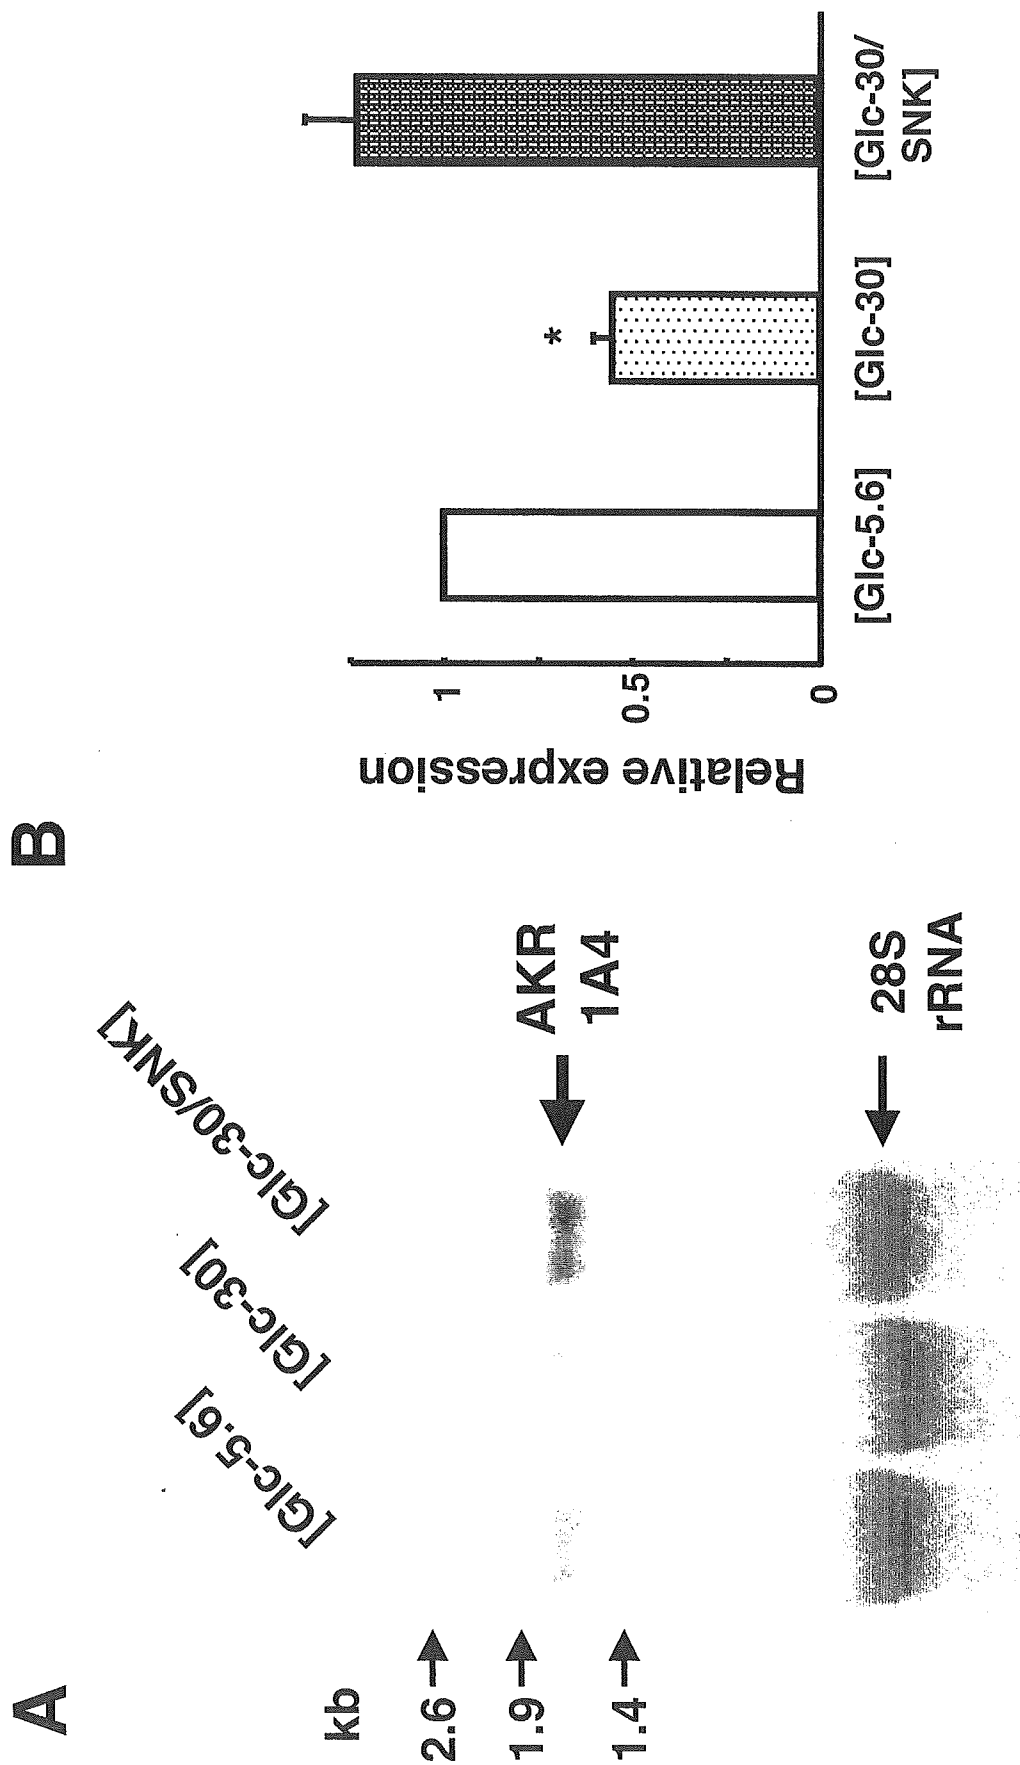 A
[Glc-5.6]
[Glc-30]
[Glc-30/SNK]
kb
2.6
1.9
1.4
AKR
1A4
28S
rRNA
B
Relative expression
1
0.5
0
*
[Glc-5.6]
[Glc-30]
[Glc-30/
SNK]